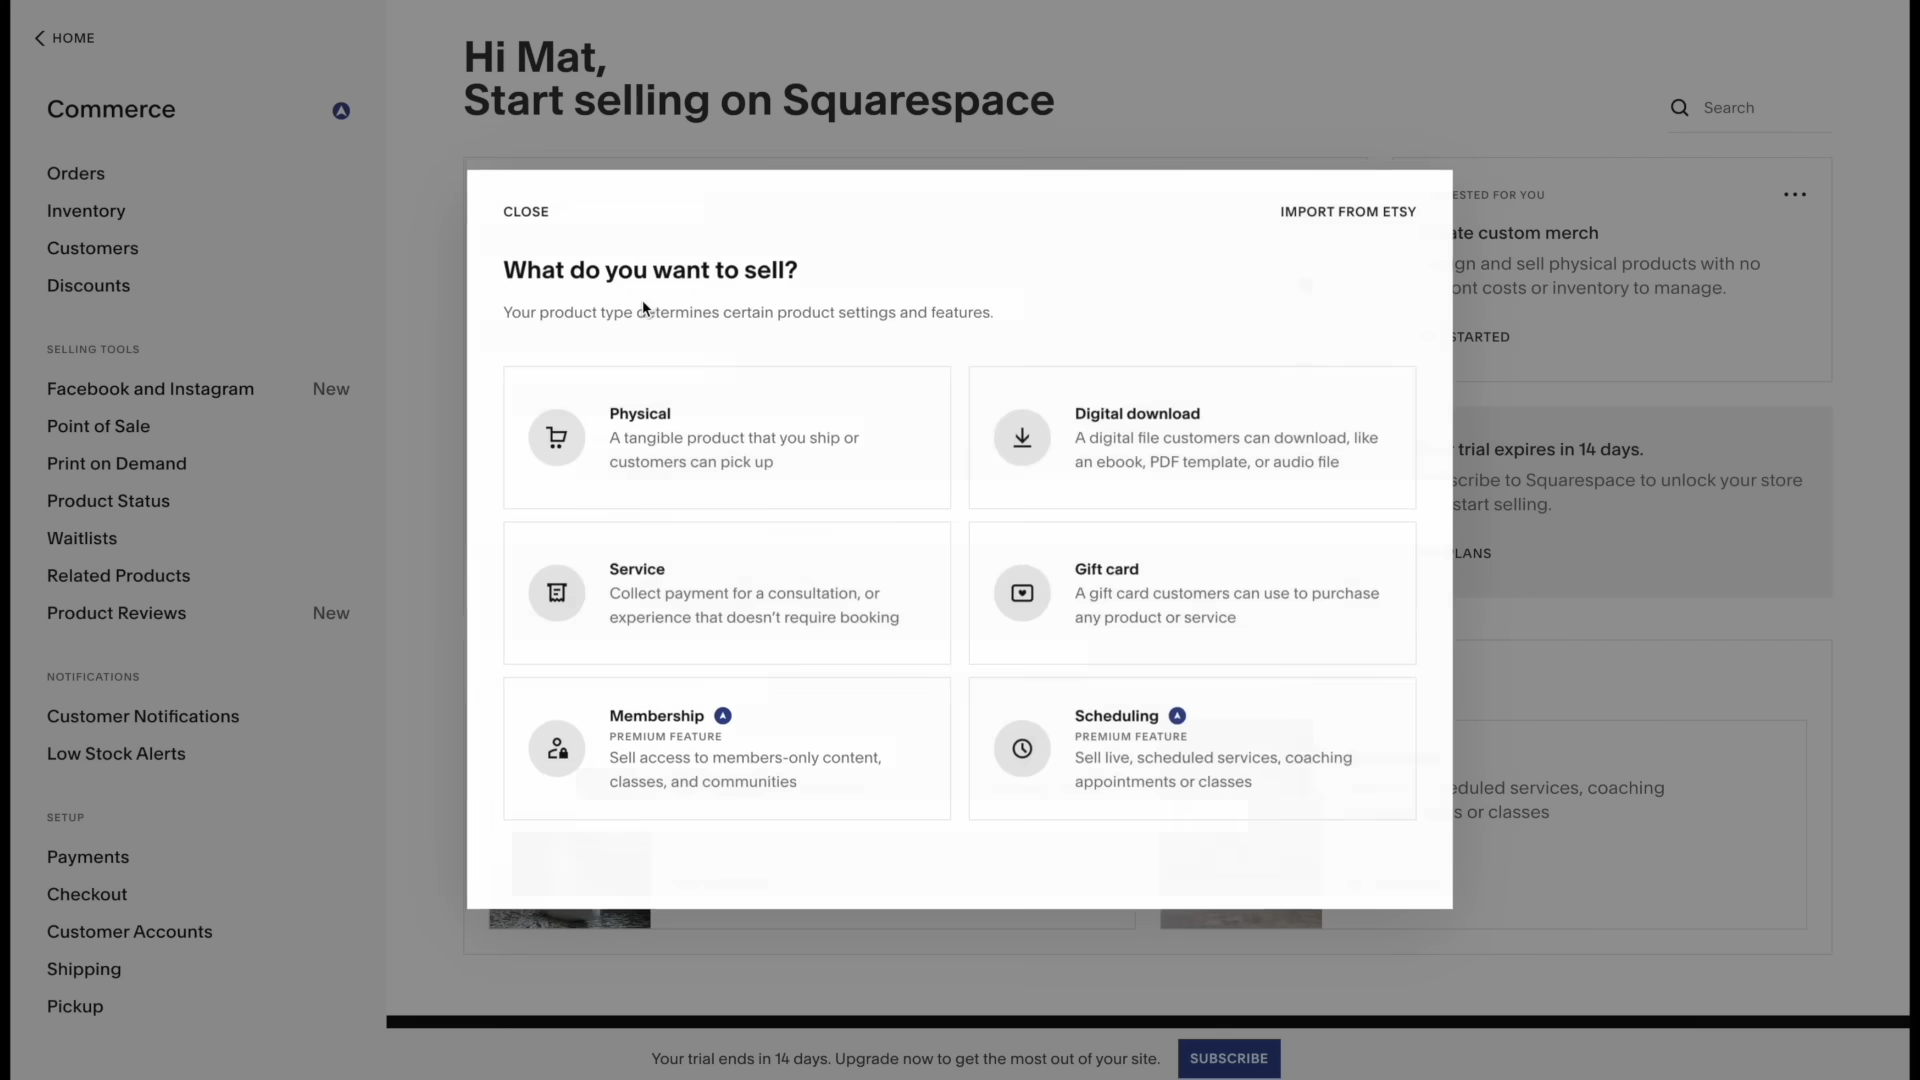 HOME
Commerce
Orders
Inventory
Customers
Discounts
SELLING TOOLS
Facebook and Instagram New
Point of Sale
Print on Demand
Product Status
Waitlists
Related Products
Product Reviews New
NOTIFICATIONS
Customer Notifications
Low Stock Alerts
SETUP
Payments
Checkout
Customer Accounts
Shipping
Pickup
Hi Mat,
Start selling on Squarespace
Search
CLOSE
IMPORT FROM ETSY
What do you want to sell?
Your product type determines certain product settings and features.
Physical
A tangible product that you ship or
customers can pick up
Digital download
A digital file customers can download, like
an ebook, PDF template, or audio file
Service
Collect payment for a consultation, or
experience that doesn't require booking
Gift card
A gift card customers can use to purchase
any product or service
Membership
PREMIUM FEATURE
Sell access to members-only content,
classes, and communities
Scheduling
PREMIUM FEATURE
Sell live, scheduled services, coaching
appointments or classes
FOR YOU
custom merch
and sell physical products with no
costs or inventory to manage.
STARTED
trial expires in 14 days.
to Squarespace to unlock your store
start selling.
services, coaching
or classes
Your trial ends in 14 days. Upgrade now to get the most out of your site.
SUBSCRIBE